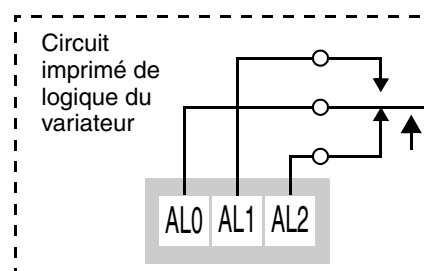 Circuit
imprimé de
logique du
variateur
AL0 AL1 AL2